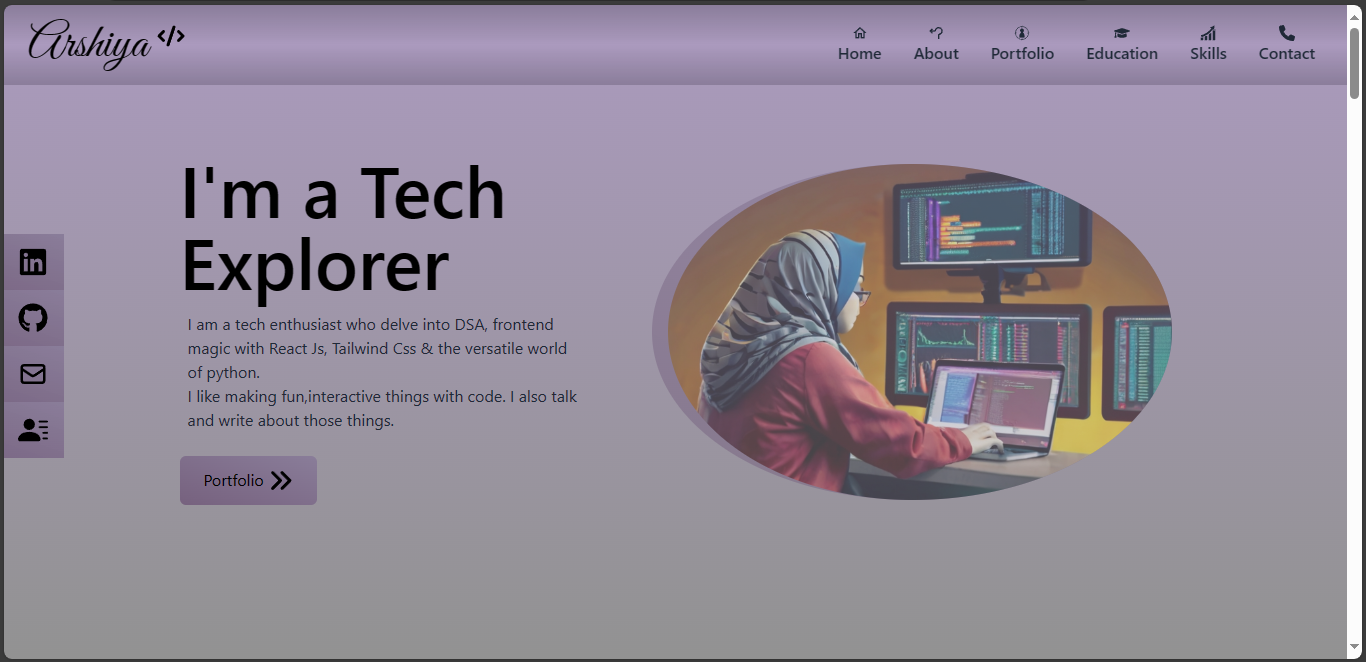 Arshiya </>
Home About Portfolio Education Skills Contact
I'm a Tech
Explorer
I am a tech enthusiast who delve into DSA, frontend
magic with React Js, Tailwind Css & the versatile world
of python.
I like making fun,interactive things with code. I also talk
and write about those things.
Portfolio